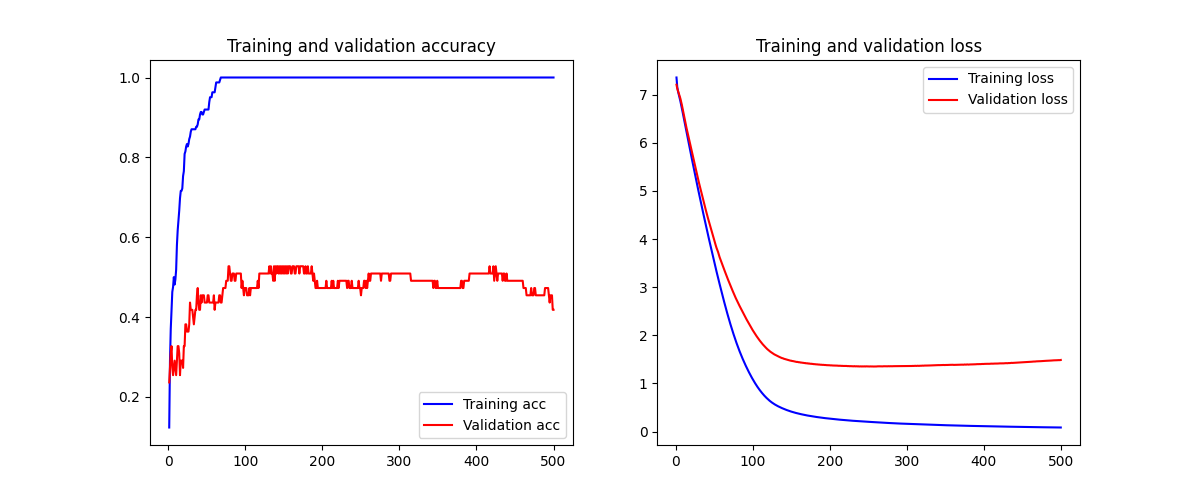 Training and validation accuracy
1.0
0.8
0.6
0.4
0.2
0 100 200 300 400 500
Training acc
Validation acc
Training and validation loss
7
6
5
4
3
2
1
0
0 100 200 300 400 500
Training loss
Validation loss